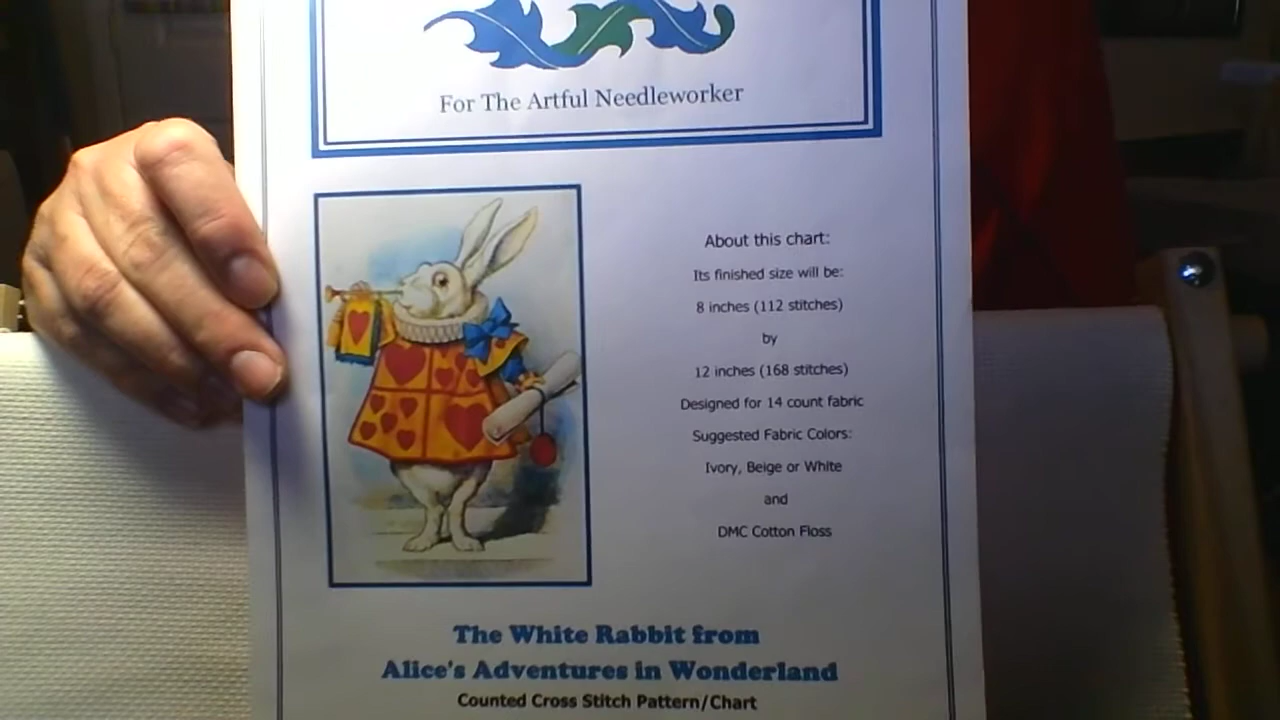 For The Artful Needleworker
About this chart:
Its finished size will be:
8 inches (112 stitches)
by
12 inches (168 stitches)
Designed for 14 count fabric
Suggested Fabric Colors:
Ivory, Beige or White
and
DMC Cotton Floss
The White Rabbit from
Alice's Adventures in Wonderland
Counted Cross Stitch Pattern/Chart